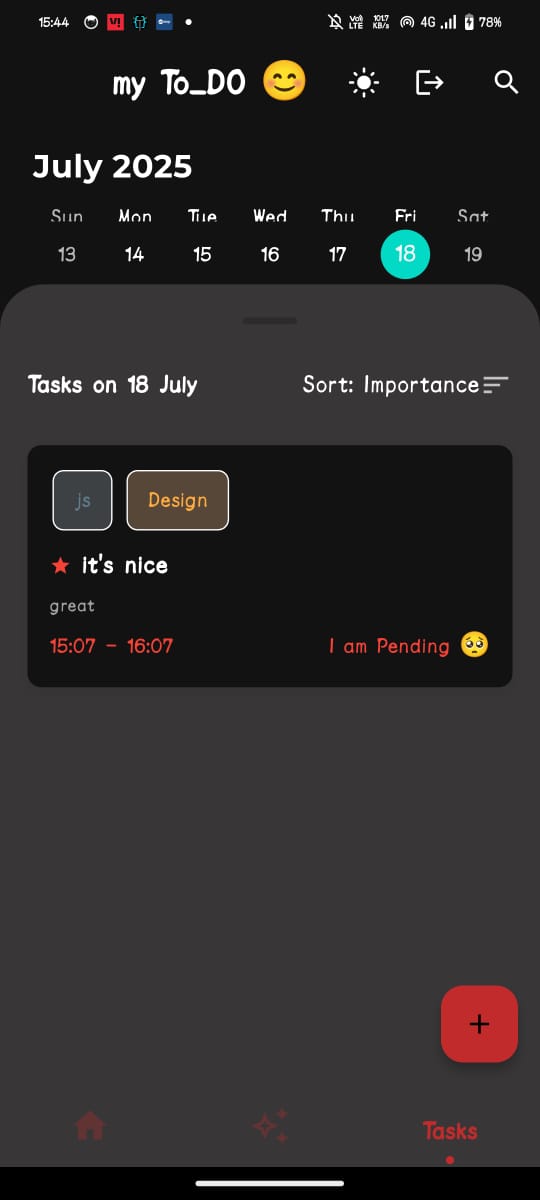 15:44 V! Vo)) LTE 101.7 KB/s 4G 78%
my To_DO 😊
July 2025
Sun Mon Tue Wed Thu Fri Sat
13 14 15 16 17 18 19
Tasks on 18 July Sort: Importance
js Design
it's nice
great
15:07 - 16:07 I am Pending 🥺
+
Tasks